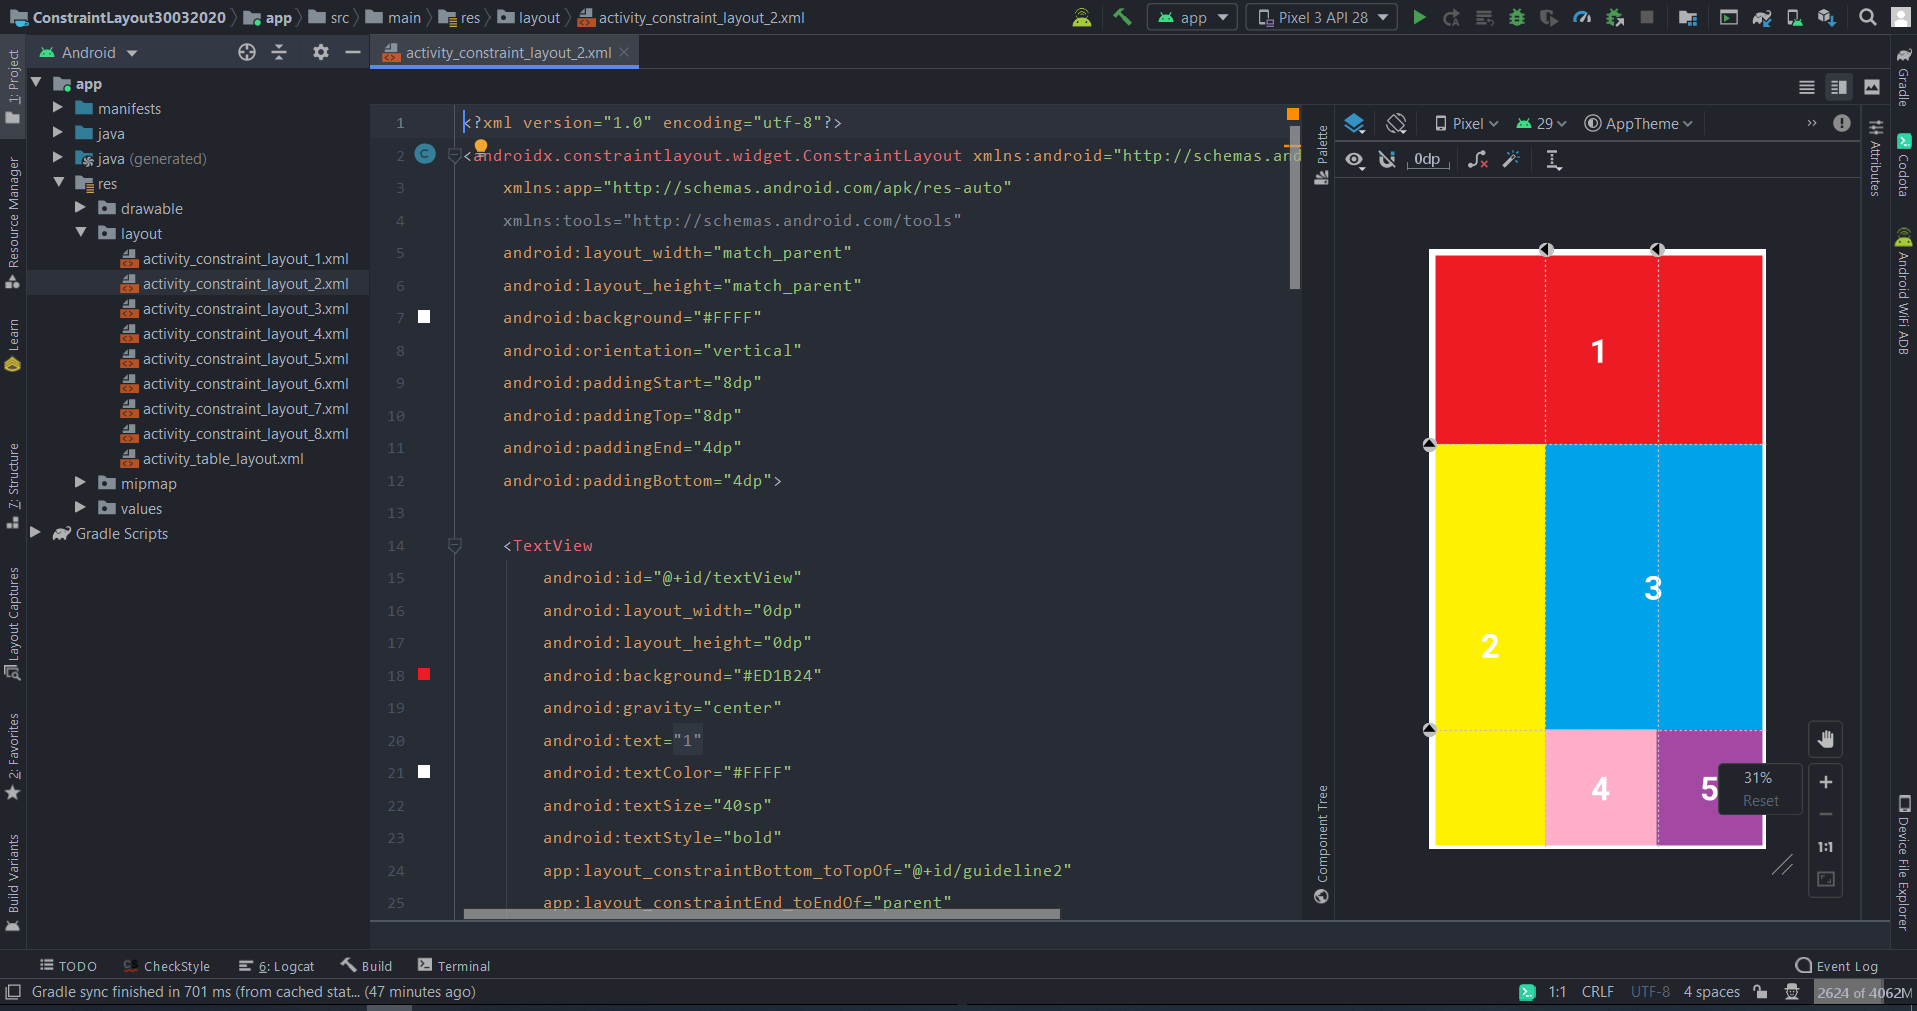 ConstraintLayout30032020 app src main res layout activity_constraint_layout_2.xml
app Pixel 3 API 28
Android
activity_constraint_layout_2.xml
1: Project
Resource Manager
Learn
7: Structure
Layout Captures
2: Favorites
Build Variants
app
manifests
java
java (generated)
res
drawable
layout
activity_constraint_layout_1.xml
activity_constraint_layout_2.xml
activity_constraint_layout_3.xml
activity_constraint_layout_4.xml
activity_constraint_layout_5.xml
activity_constraint_layout_6.xml
activity_constraint_layout_7.xml
activity_constraint_layout_8.xml
activity_table_layout.xml
mipmap
values
Gradle Scripts
1 <?xml version="1.0" encoding="utf-8"?>
2 C <androidx.constraintlayout.widget.ConstraintLayout xmlns:android="http://schemas.and
3 xmlns:app="http://schemas.android.com/apk/res-auto"
4 xmlns:tools="http://schemas.android.com/tools"
5 android:layout_width="match_parent"
6 android:layout_height="match_parent"
7 android:background="#FFFF"
8 android:orientation="vertical"
9 android:paddingStart="8dp"
10 android:paddingTop="8dp"
11 android:paddingEnd="4dp"
12 android:paddingBottom="4dp">
13
14 <TextView
15 android:id="@+id/textView"
16 android:layout_width="0dp"
17 android:layout_height="0dp"
18 android:background="#ED1B24"
19 android:gravity="center"
20 android:text="1"
21 android:textColor="#FFFF"
22 android:textSize="40sp"
23 android:textStyle="bold"
24 app:layout_constraintBottom_toTopOf="@+id/guideline2"
25 app:layout_constraintEnd_toEndOf="parent"
Palette
Component Tree
Pixel 29 AppTheme »
0dp
1
2
3
4
5
31%
Reset
1:1
Attributes
Gradle
Codota
Android WiFi ADB
Device File Explorer
TODO CheckStyle 6: Logcat Build Terminal Event Log
Gradle sync finished in 701 ms (from cached stat... (47 minutes ago)
1:1 CRLF UTF-8 4 spaces 2624 of 4062M